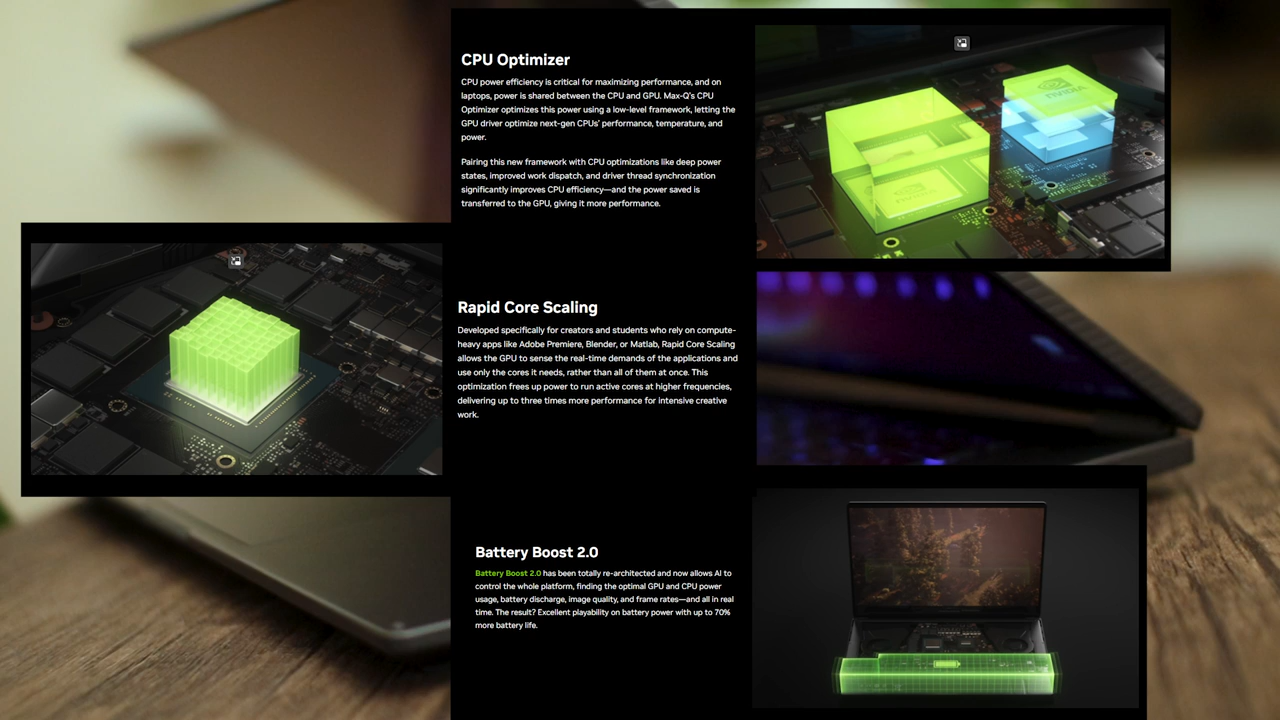 CPU Optimizer
CPU power efficiency is critical for maximizing performance, and on
laptops, power is shared between the CPU and GPU. Max-Q's CPU
Optimizer optimizes this power using a low-level framework, letting the
GPU driver optimize next-gen CPUs' performance, temperature, and
power.
Pairing this new framework with CPU optimizations like deep power
states, improved work dispatch, and driver thread synchronization
significantly improves CPU efficiency—and the power saved is
transferred to the GPU, giving it more performance.
NVIDIA
NVIDIA
Rapid Core Scaling
Developed specifically for creators and students who rely on compute-
heavy apps like Adobe Premiere, Blender, or Matlab, Rapid Core Scaling
allows the GPU to sense the real-time demands of the applications and
use only the cores it needs, rather than all of them at once. This
optimization frees up power to run active cores at higher frequencies,
delivering up to three times more performance for intensive creative
work.
Battery Boost 2.0
Battery Boost 2.0 has been totally re-architected and now allows AI to
control the whole platform, finding the optimal GPU and CPU power
usage, battery discharge, image quality, and frame rates—and all in real
time. The result? Excellent playability on battery power with up to 70%
more battery life.